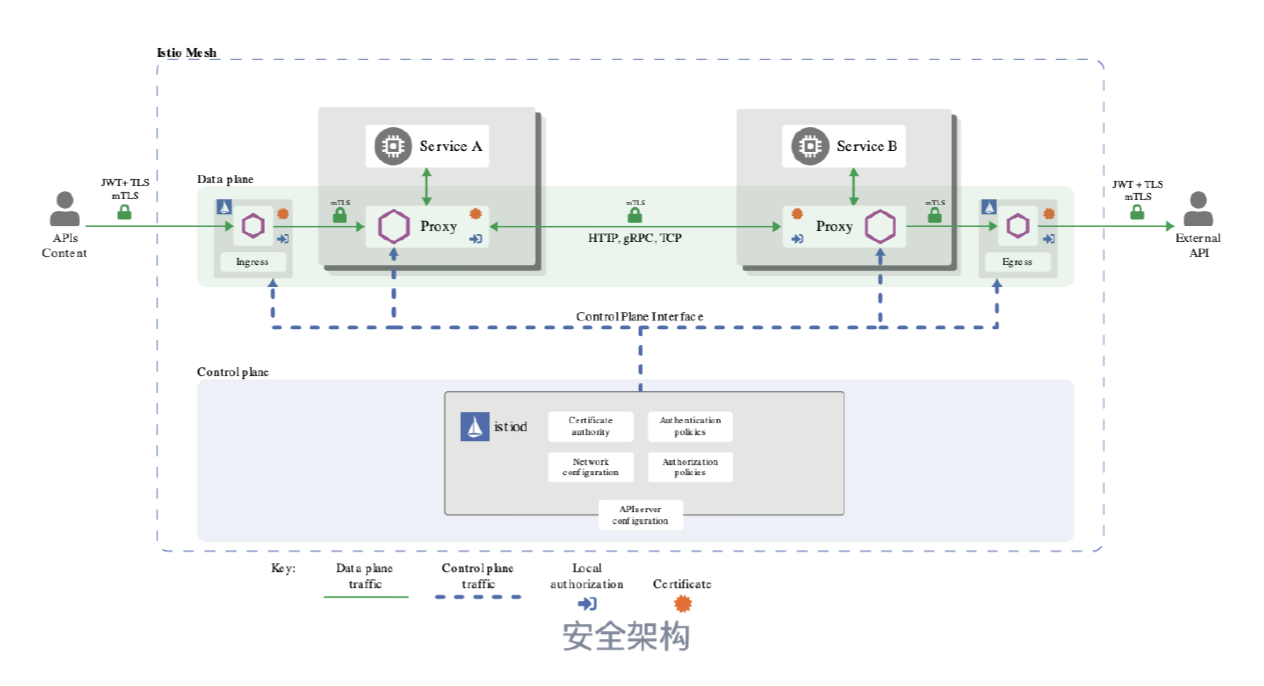 Istio Mesh
Service A
Service B
Data plane
JWT+ TLS
mTLS
JWT + TLS
mTLS
mTLS
mTLS
mTLS
Proxy
Proxy
HTTP, gRPC, TCP
APIs
Content
External
API
Ingress
Egress
Control Plane Interface
Control plane
istiod
Certificate
authority
Authentication
policies
Network
configuration
Authorization
policies
API server
configuration
Key:
Data plane
traffic
Control plane
traffic
Local
authorization
Certificate
安全架构